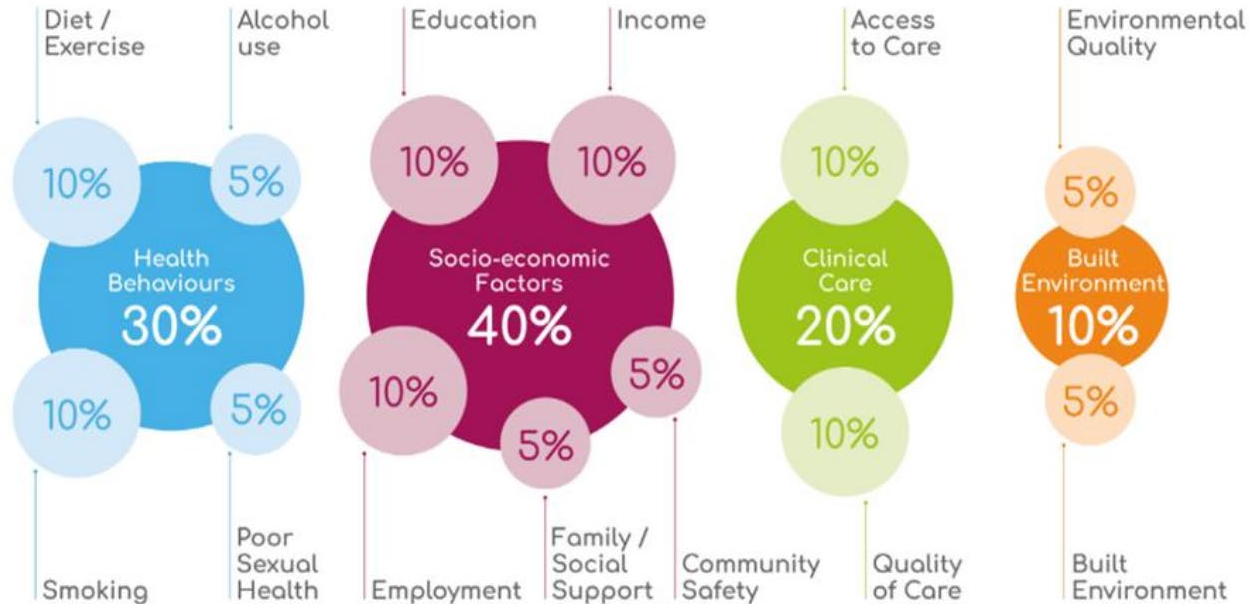 Diet /
Exercise
Alcohol
use
Education
Income
Access
to Care
Environmental
Quality
10%
5%
10%
10%
10%
5%
Health
Behaviours
30%
Socio-economic
Factors
40%
Clinical
Care
20%
Built
Environment
10%
10%
5%
10%
5%
5%
10%
5%
Smoking
Poor
Sexual
Health
Employment
Family /
Social
Support
Community
Safety
Quality
of Care
Built
Environment